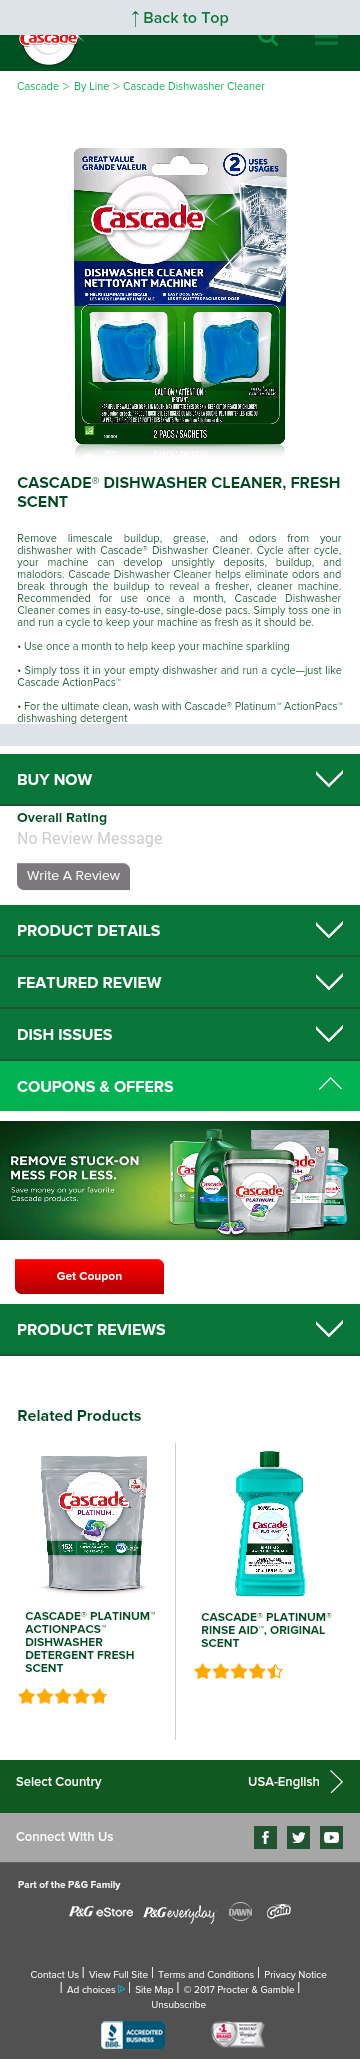 ↑ Back to Top
Cascade
Cascade > By Line > Cascade Dishwasher Cleaner
GREAT VALUE
GRANDE VALEUR
2 USES
USAGES
Cascade
DISHWASHER CLEANER
NETTOYANT MACHINE
CAUTION / ATTENTION:
2 PACS / SACHETS
CASCADE® DISHWASHER CLEANER, FRESH
SCENT
Remove limescale buildup, grease, and odors from your
dishwasher with Cascade® Dishwasher Cleaner. Cycle after cycle,
your machine can develop unsightly deposits, buildup, and
malodors. Cascade Dishwasher Cleaner helps eliminate odors and
break through the buildup to reveal a fresher, cleaner machine.
Recommended for use once a month, Cascade Dishwasher
Cleaner comes in easy-to-use, single-dose pacs. Simply toss one in
and run a cycle to keep your machine as fresh as it should be.
• Use once a month to help keep your machine sparkling
• Simply toss it in your empty dishwasher and run a cycle—just like
Cascade ActionPacs™
• For the ultimate clean, wash with Cascade® Platinum™ ActionPacs™
dishwashing detergent
BUY NOW
Overall Rating
No Review Message
Write A Review
PRODUCT DETAILS
FEATURED REVIEW
DISH ISSUES
COUPONS & OFFERS
REMOVE STUCK-ON
MESS FOR LESS.
Save money on your favorite
Cascade products.
Cascade
Cascade
Cascade
PLATINUM
Get Coupon
PRODUCT REVIEWS
Related Products
Cascade
PLATINUM
Cascade
CASCADE® PLATINUM™
ACTIONPACS™
DISHWASHER
DETERGENT FRESH
SCENT
CASCADE® PLATINUM®
RINSE AID™, ORIGINAL
SCENT
Select Country
USA-English
Connect With Us
Part of the P&G Family
P&G eStore P&G everyday DAWN Gain
Contact Us | View Full Site | Terms and Conditions | Privacy Notice
| Ad choices | Site Map | © 2017 Procter & Gamble |
Unsubscribe
BBB ACCREDITED
BUSINESS
#1 BRAND